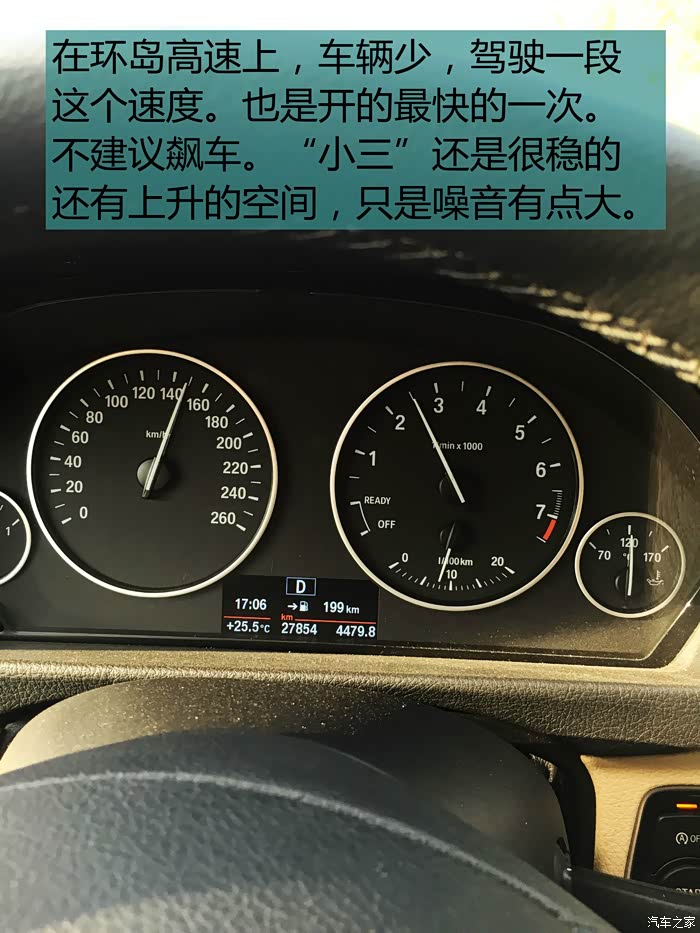 在环岛高速上，车辆少，驾驶一段
这个速度。也是开的最快的一次。
不建议飙车。“小三”还是很稳的
还有上升的空间，只是噪音有点大。
0 20 40 60 80 100 120 140 160 180 200 220 240 260
km/h
1
1 2 3 4 5 6 7
min x 1000
READY
OFF
0 10 20
l/100km
70 120 170
°C
D
17:06 199 km
km
+25.5°C 27854 4479.8
A OF
START
汽车之家